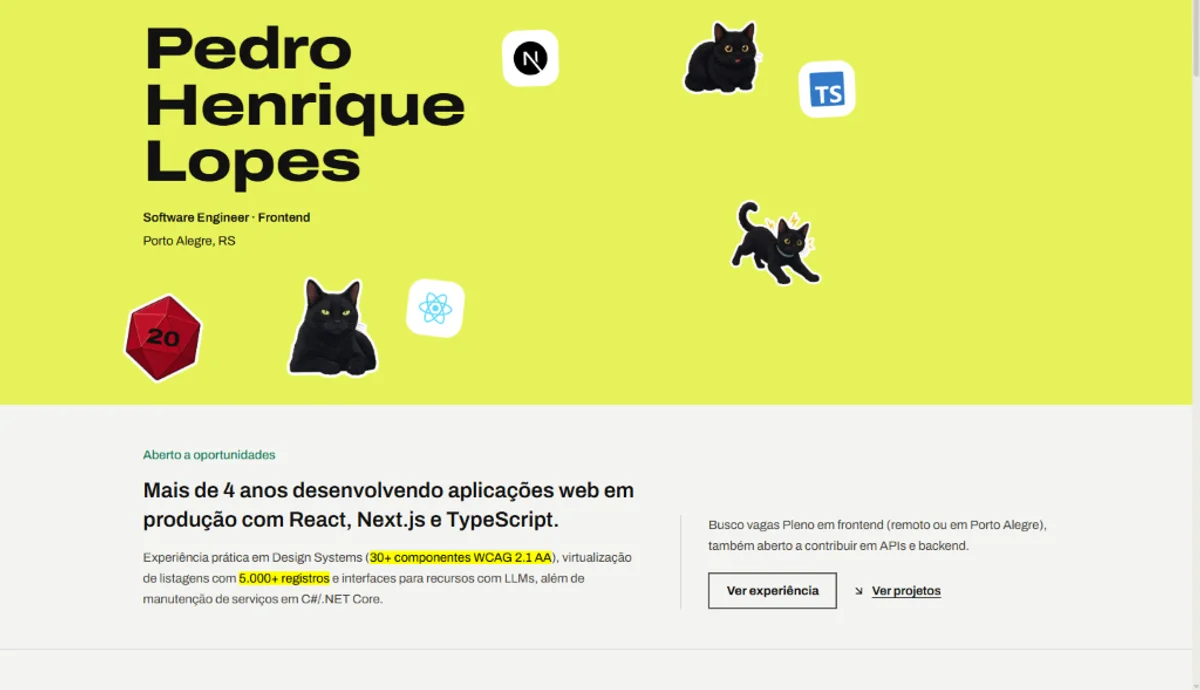 Pedro
Henrique
Lopes
N
TS
Software Engineer · Frontend
Porto Alegre, RS
20
Aberto a oportunidades
Mais de 4 anos desenvolvendo aplicações web em
produção com React, Next.js e TypeScript.
Experiência prática em Design Systems (30+ componentes WCAG 2.1 AA), virtualização
de listagens com 5.000+ registros e interfaces para recursos com LLMs, além de
manutenção de serviços em C#/.NET Core.
Busco vagas Pleno em frontend (remoto ou em Porto Alegre),
também aberto a contribuir em APIs e backend.
Ver experiência
Ver projetos